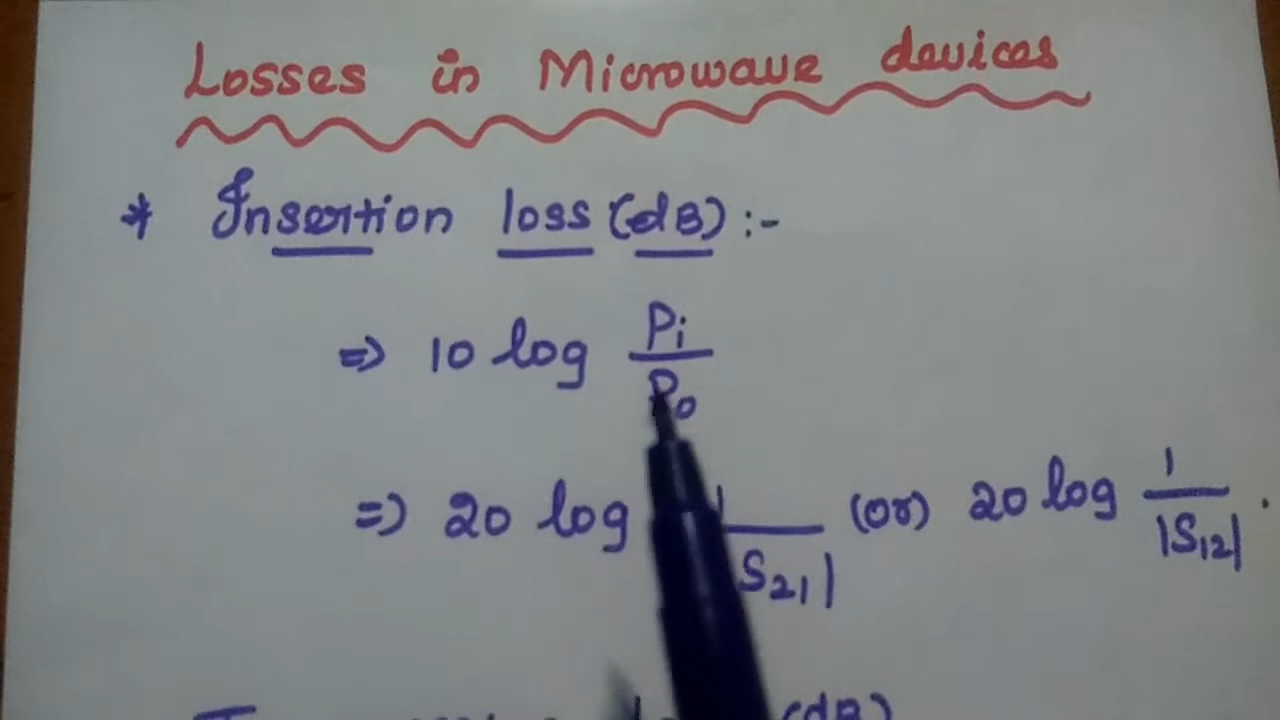 Losses in Microwave devices
* Insertion loss (dB) :-
⇒ 10 log Pi/Po
⇒ 20 log 1/|S21| (or) 20 log 1/|S12| .
(dB)